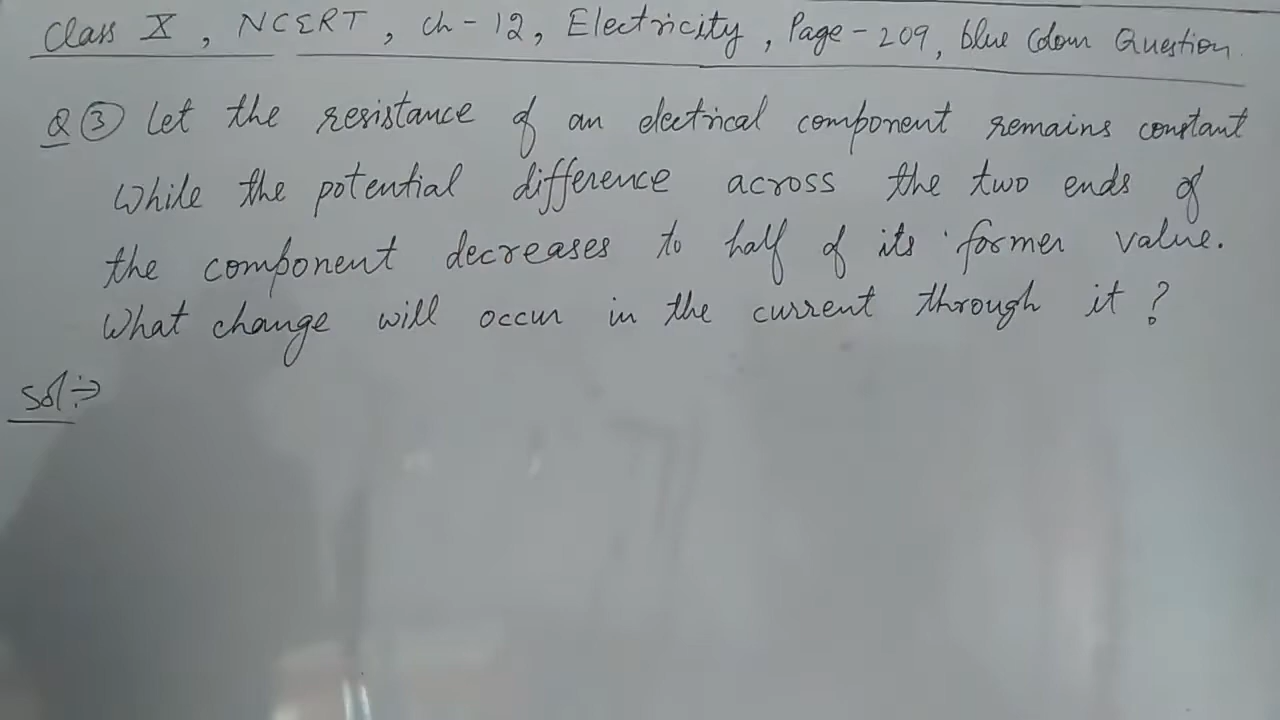 Class X, NCERT, Ch-12, Electricity, Page-209, blue Colour Question.
Q ③ Let the resistance of an electrical component remains constant
While the potential difference across the two ends of
the component decreases to half of its former value.
What change will occur in the current through it ?
Sol :⇒